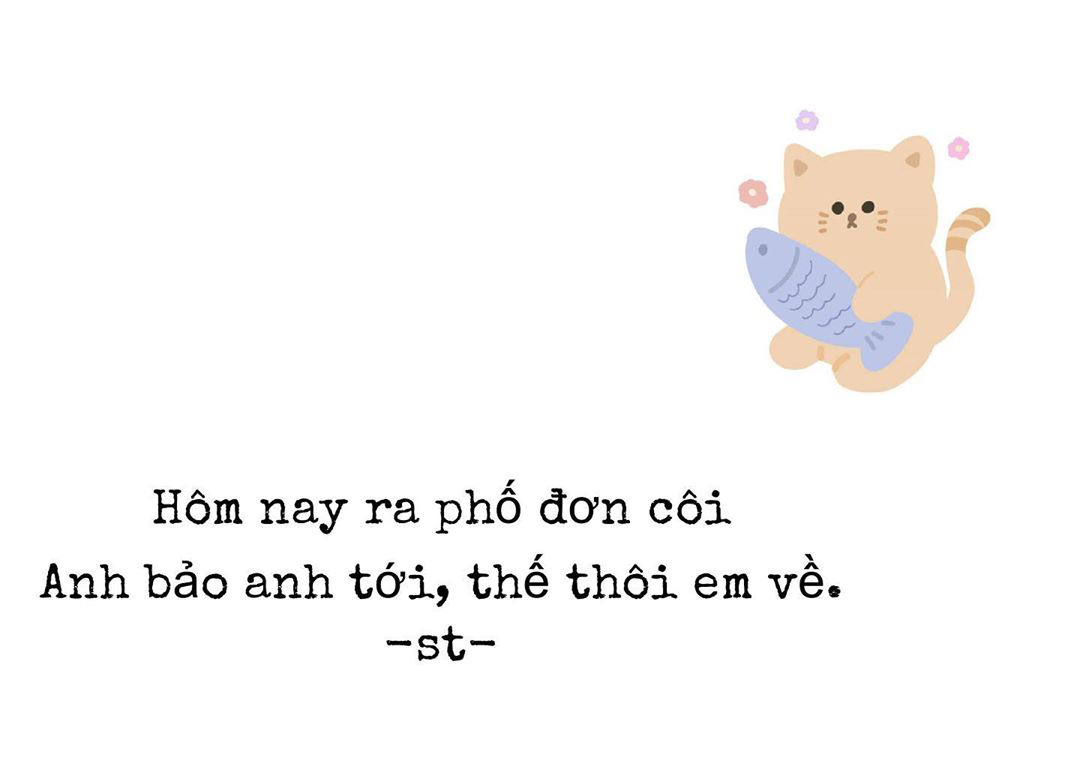 Hôm nay ra phố đơn côi
Anh bảo anh tới, thế thôi em về.
-st-